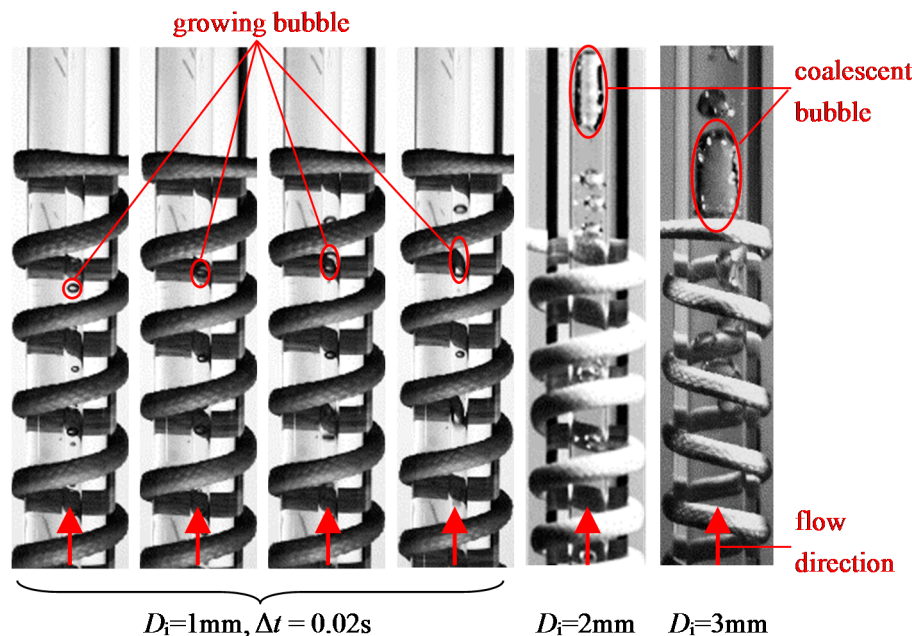 growing bubble
coalescent
bubble
flow
direction
Di=1mm, Δt = 0.02s
Di=2mm
Di=3mm